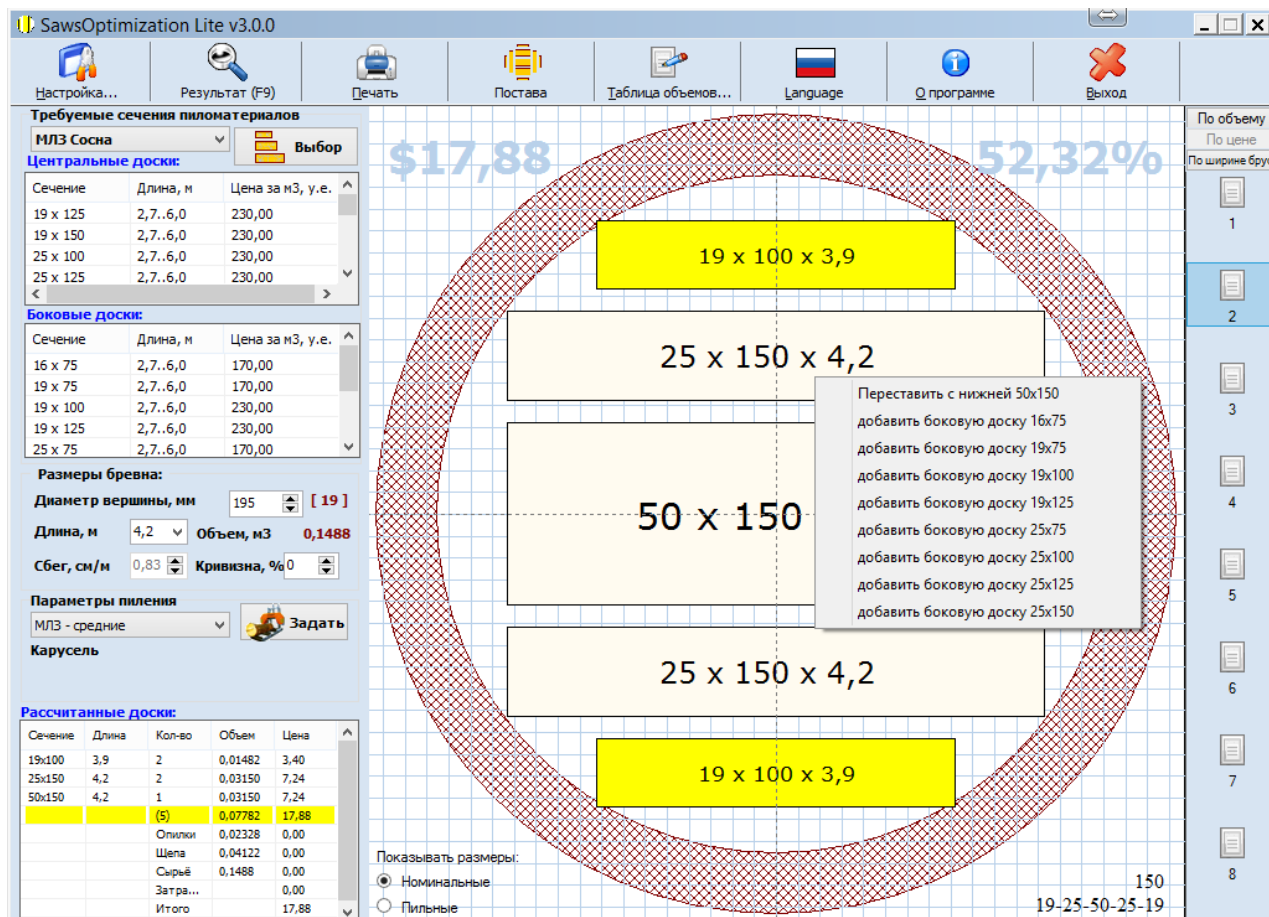 SawsOptimization Lite v3.0.0
Настройка... Результат (F9) Печать Постава Таблица объемов... Language О программе Выход
Требуемые сечения пиломатериалов
МЛЗ Сосна Выбор
Центральные доски:
Сечение Длина, м Цена за м3, у.е.
19 x 125 2,7..6,0 230,00
19 x 150 2,7..6,0 230,00
25 x 100 2,7..6,0 230,00
25 x 125 2,7..6,0 230,00
Боковые доски:
Сечение Длина, м Цена за м3, у.е.
16 x 75 2,7..6,0 170,00
19 x 75 2,7..6,0 170,00
19 x 100 2,7..6,0 230,00
19 x 125 2,7..6,0 230,00
25 x 75 2,7..6,0 170,00
Размеры бревна:
Диаметр вершины, мм 195 [ 19 ]
Длина, м 4,2 Объем, м3 0,1488
Сбег, см/м 0,83 Кривизна, % 0
Параметры пиления
МЛЗ - средние Задать
Карусель
Рассчитанные доски:
Сечение Длина Кол-во Объем Цена
19x100 3,9 2 0,01482 3,40
25x150 4,2 2 0,03150 7,24
50x150 4,2 1 0,03150 7,24
(5) 0,07782 17,88
Опилки 0,02328 0,00
Щепа 0,04122 0,00
Сырьё 0,1488 0,00
Затра... 0,00
Итого 17,88
$17,88 52,32%
19 x 100 x 3,9
25 x 150 x 4,2
50 x 150
25 x 150 x 4,2
19 x 100 x 3,9
Переставить с нижней 50x150
добавить боковую доску 16x75
добавить боковую доску 19x75
добавить боковую доску 19x100
добавить боковую доску 19x125
добавить боковую доску 25x75
добавить боковую доску 25x100
добавить боковую доску 25x125
добавить боковую доску 25x150
Показывать размеры:
Номинальные
Пильные
150
19-25-50-25-19
По объему
По цене
По ширине бру
1
2
3
4
5
6
7
8